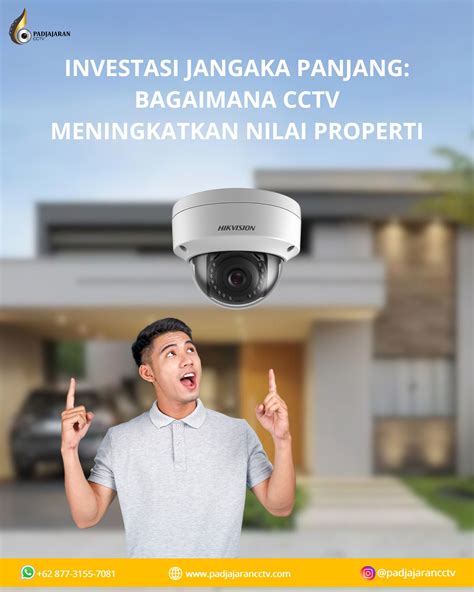 PADJAJARAN
CCTV
INVESTASI JANGAKA PANJANG:
BAGAIMANA CCTV
MENINGKATKAN NILAI PROPERTI
HIKVISION
+62 877-3155-7081
www.padjajarancctv.com
@padjajarancctv